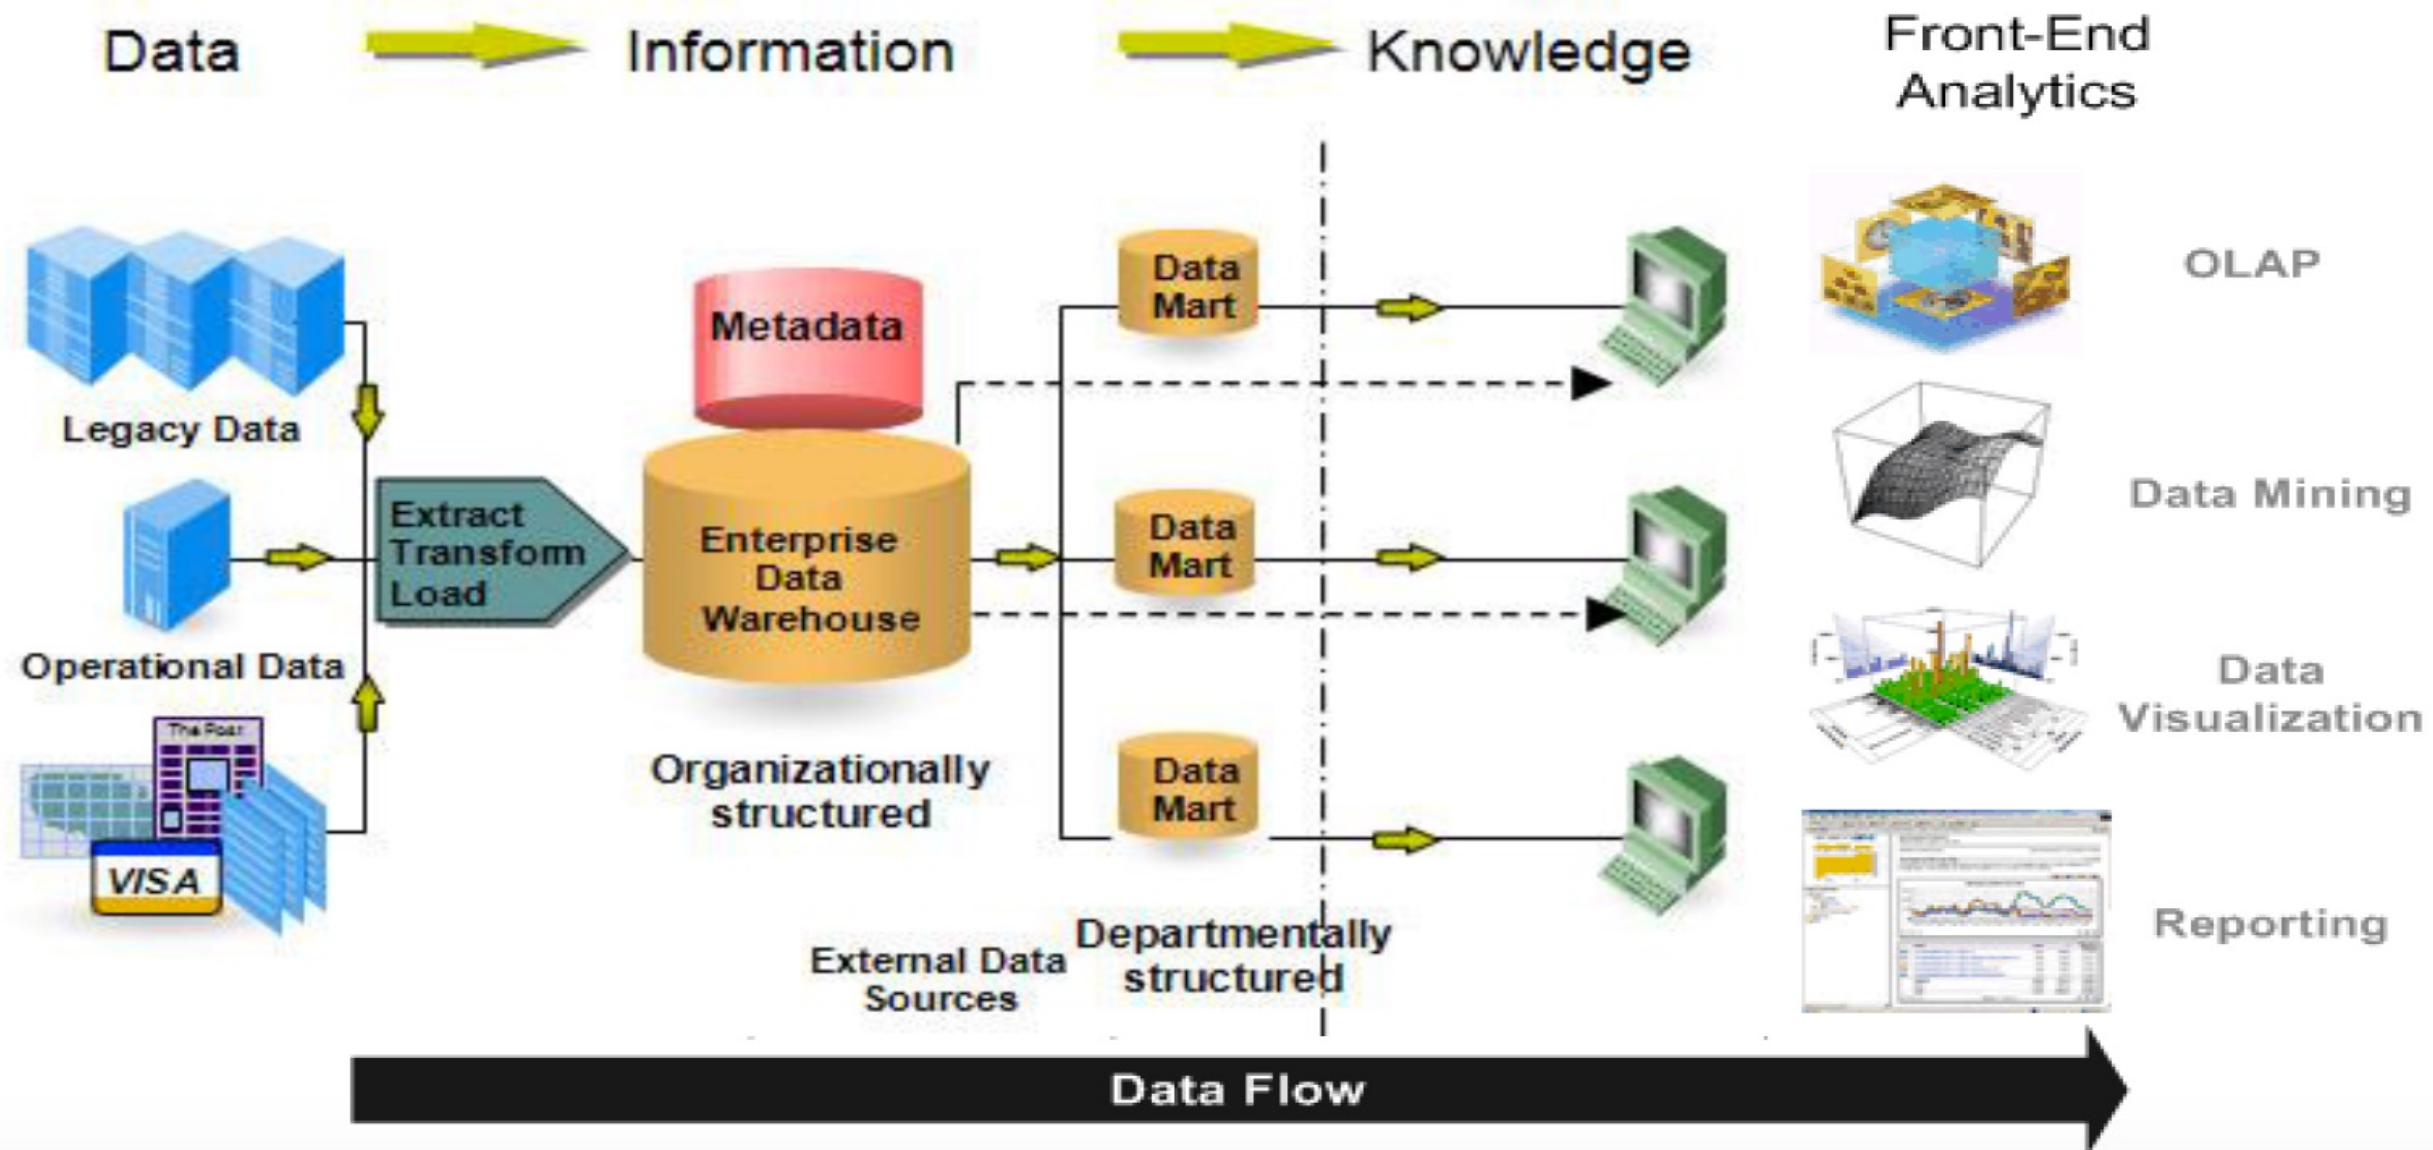 Data
Information
Knowledge
Front-End
Analytics
Legacy Data
Operational Data
VISA
Extract
Transform
Load
Metadata
Enterprise
Data
Warehouse
Organizationally
structured
External Data
Sources
Data
Mart
Data
Mart
Data
Mart
Departmentally
structured
OLAP
Data Mining
Data
Visualization
Reporting
Data Flow